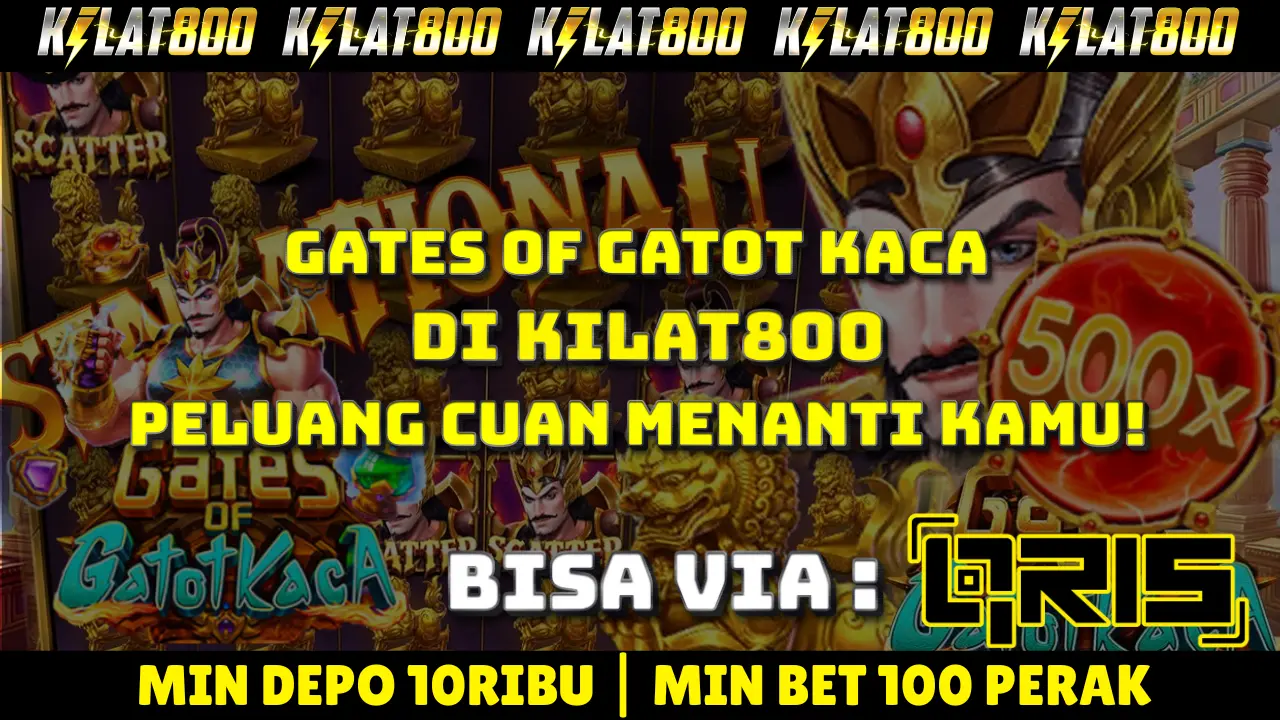 KILAT800 KILAT800 KILAT800 KILAT800 KILAT800
SCATTER
SENSATIONAL!
GATES OF GATOT KACA
DI KILAT800
PELUANG CUAN MENANTI KAMU!
500x
GATES
OF
GATOTKACA
SCATTER
BISA VIA : QRIS
MIN DEPO 10RIBU | MIN BET 100 PERAK